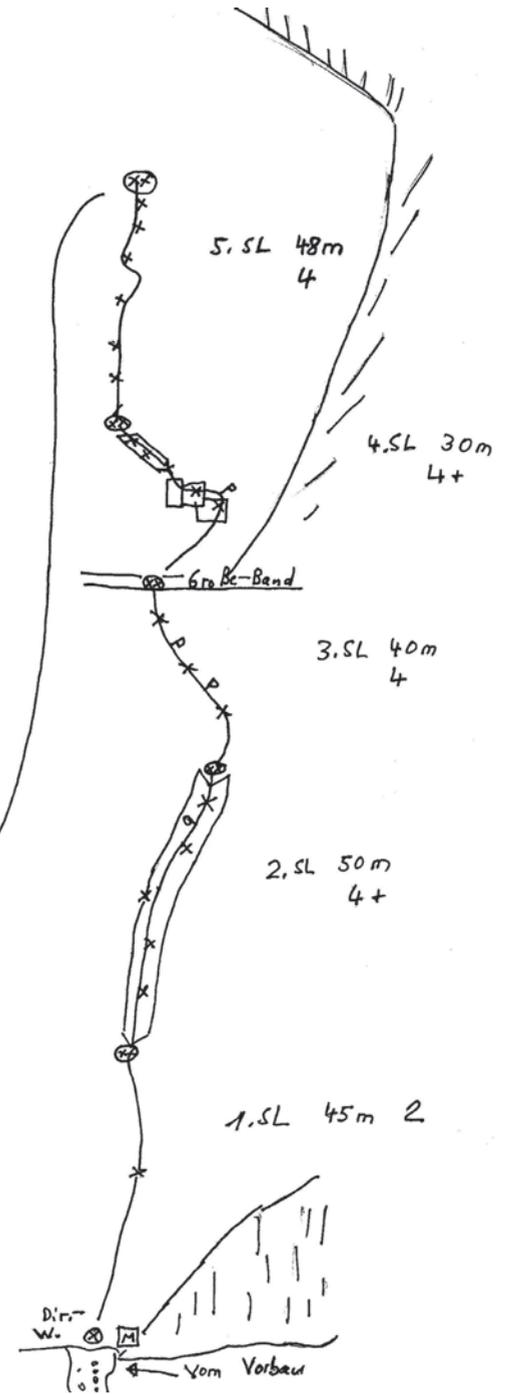 5. SL 48m
4
4.SL 30m
4+
Große-Band
3.SL 40m
4
2.SL 50m
4+
1.SL 45m 2
Dir.-
W.
M
Vom Vorbau